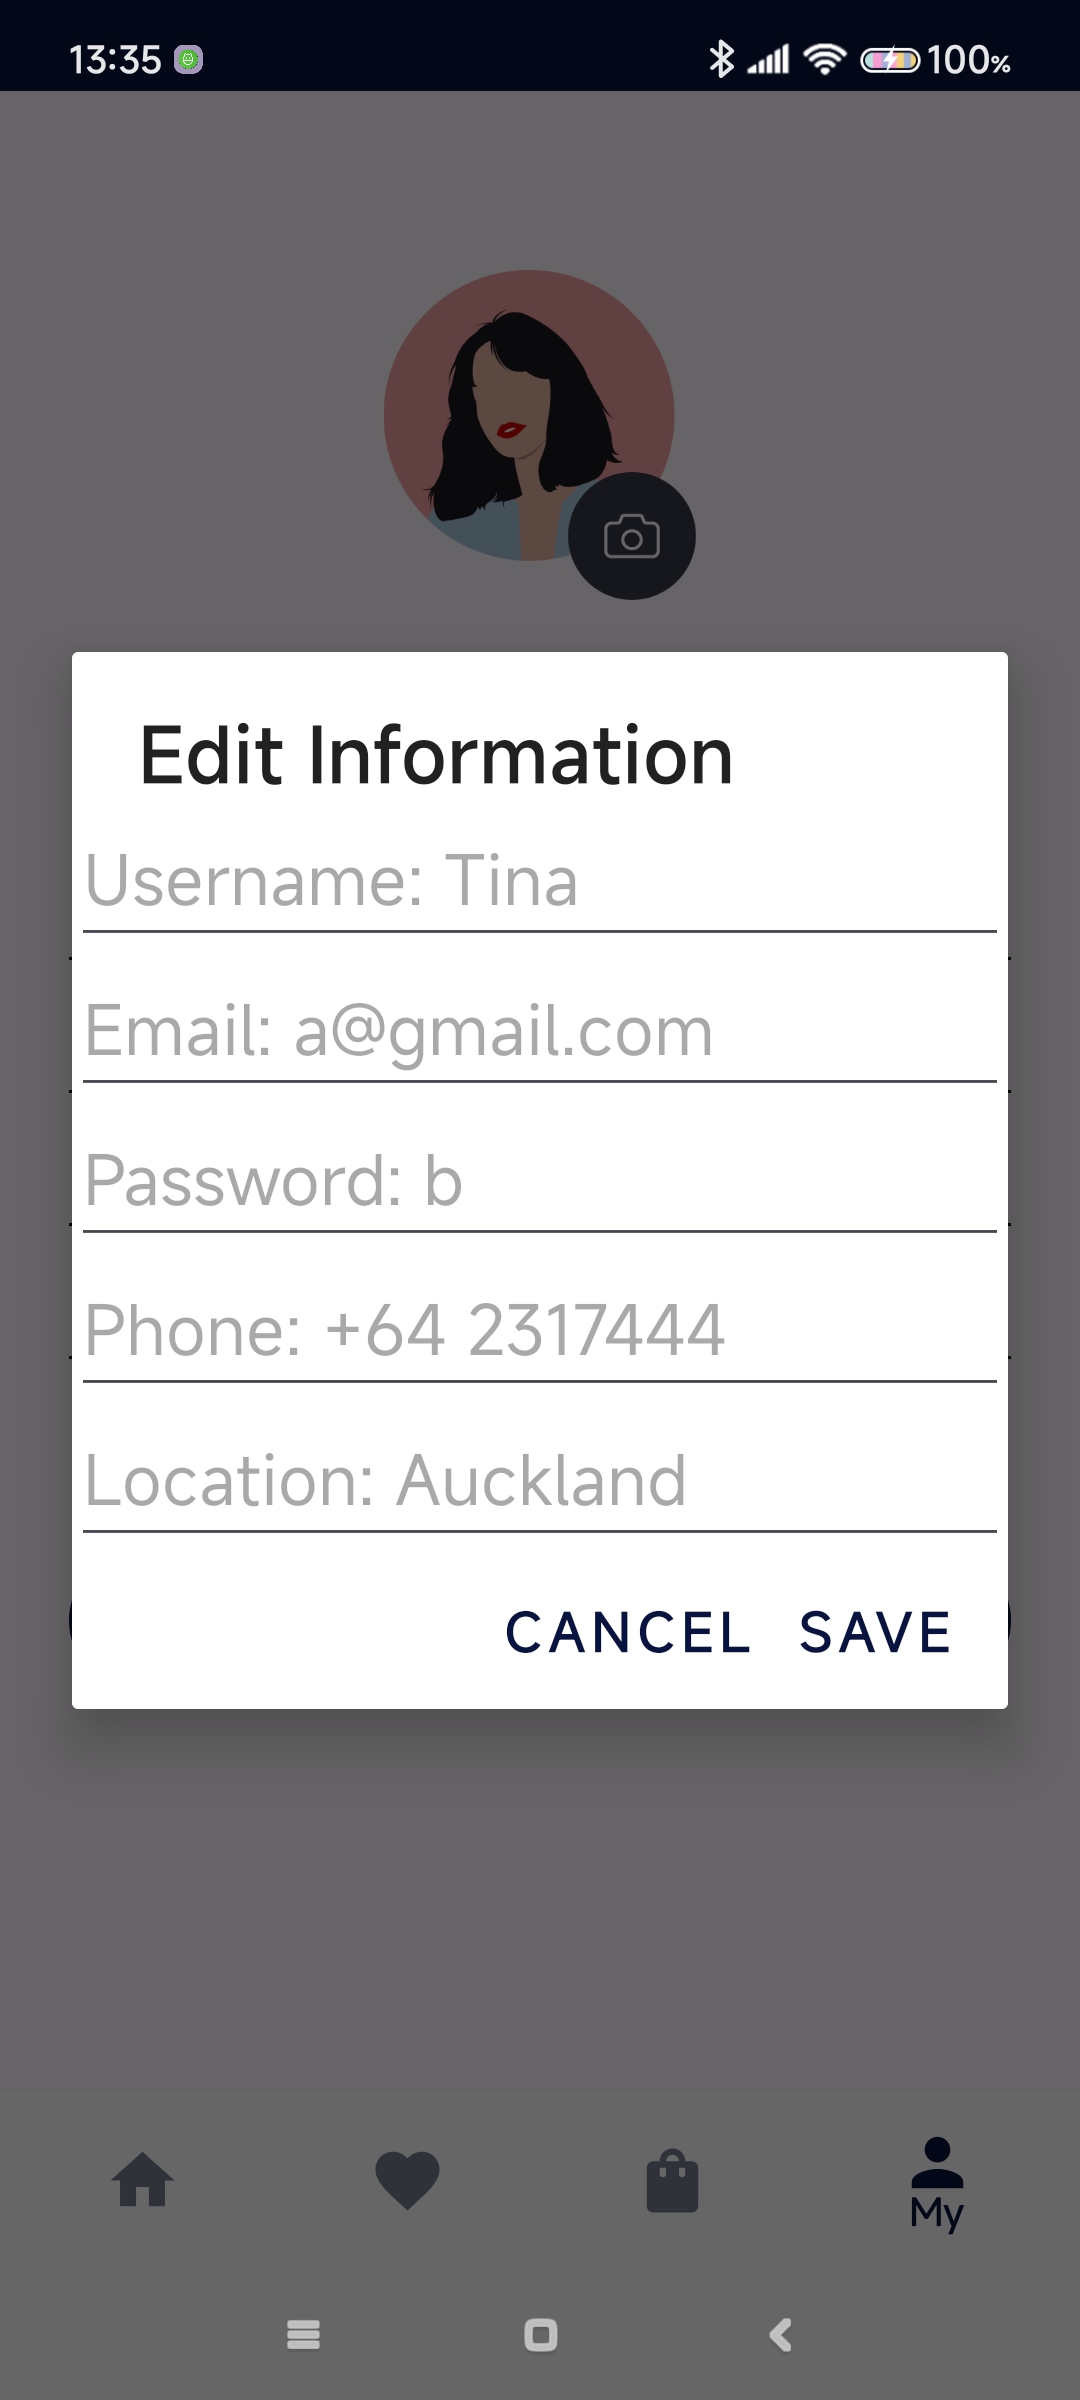 13:35
100%
Edit Information
Username: Tina
Email: a@gmail.com
Password: b
Phone: +64 2317444
Location: Auckland
CANCEL SAVE
My